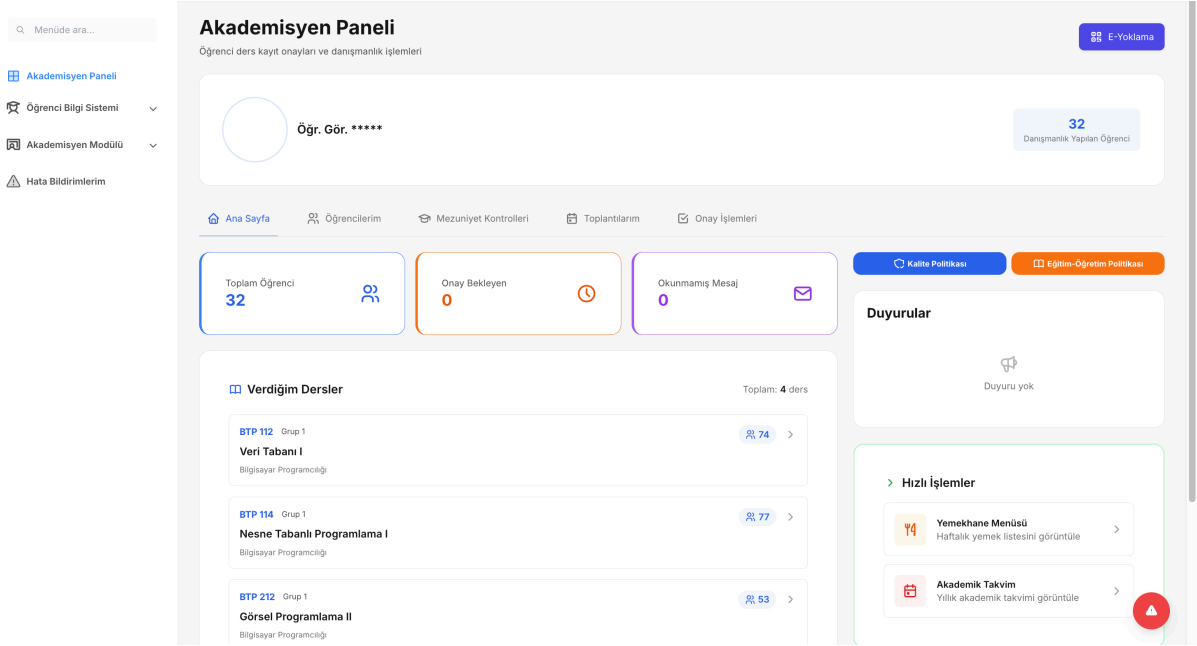 Menüde ara...
Akademisyen Paneli
Öğrenci Bilgi Sistemi
Akademisyen Modülü
Hata Bildirimlerim
Akademisyen Paneli
Öğrenci ders kayıt onayları ve danışmanlık işlemleri
E-Yoklama
Öğr. Gör. *****
32
Danışmanlık Yapılan Öğrenci
Ana Sayfa
Öğrencilerim
Mezuniyet Kontrolleri
Toplantılarım
Onay İşlemleri
Toplam Öğrenci
32
Onay Bekleyen
0
Okunmamış Mesaj
0
Kalite Politikası
Eğitim-Öğretim Politikası
Duyurular
Duyuru yok
Verdiğim Dersler
Toplam: 4 ders
BTP 112 Grup 1
74
Veri Tabanı I
Bilgisayar Programcılığı
BTP 114 Grup 1
77
Nesne Tabanlı Programlama I
Bilgisayar Programcılığı
BTP 212 Grup 1
53
Görsel Programlama II
Bilgisayar Programcılığı
Hızlı İşlemler
Yemekhane Menüsü
Haftalık yemek listesini görüntüle
Akademik Takvim
Yıllık akademik takvimi görüntüle